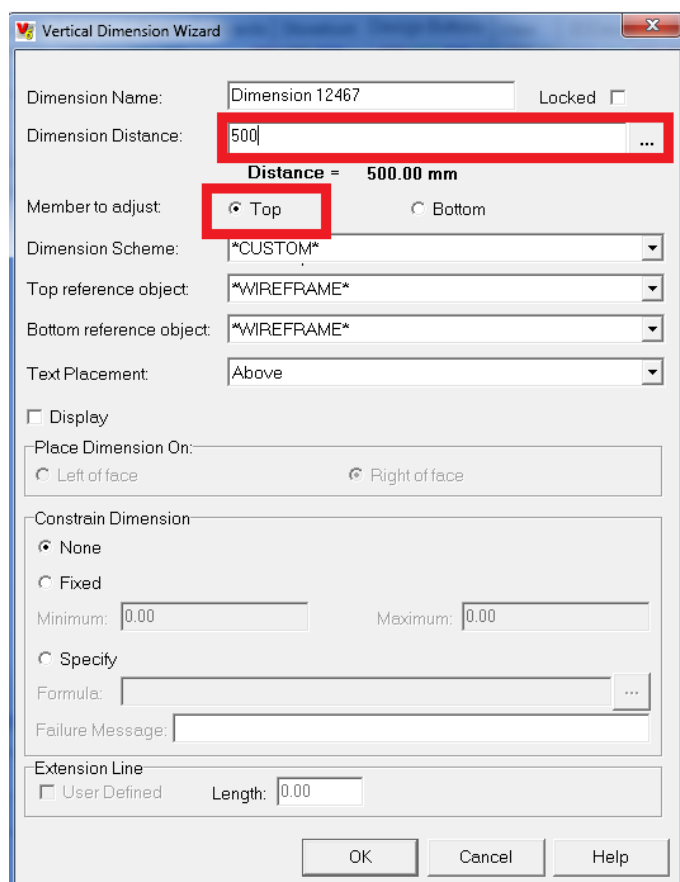 Vertical Dimension Wizard
Dimension Name: Dimension 12467 Locked
Dimension Distance: 500 ...
Distance = 500.00 mm
Member to adjust: Top Bottom
Dimension Scheme: *CUSTOM*
Top reference object: *WIREFRAME*
Bottom reference object: *WIREFRAME*
Text Placement: Above
Display
Place Dimension On:
Left of face Right of face
Constrain Dimension
None
Fixed
Minimum: 0.00 Maximum: 0.00
Specify
Formula: ...
Failure Message:
Extension Line
User Defined Length: 0.00
OK Cancel Help